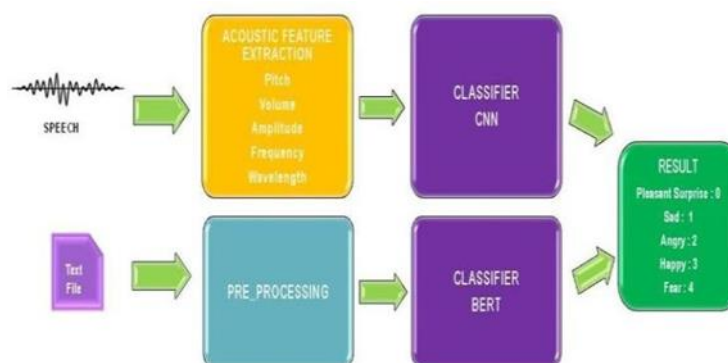 SPEECH
ACOUSTIC FEATURE
EXTRACTION
Pitch
Volume
Amplitude
Frequency
Wavelength
CLASSIFIER
CNN
Text
File
PRE_PROCESSING
CLASSIFIER
BERT
RESULT
Pleasant Surprise : 0
Sad : 1
Angry : 2
Happy : 3
Fear : 4